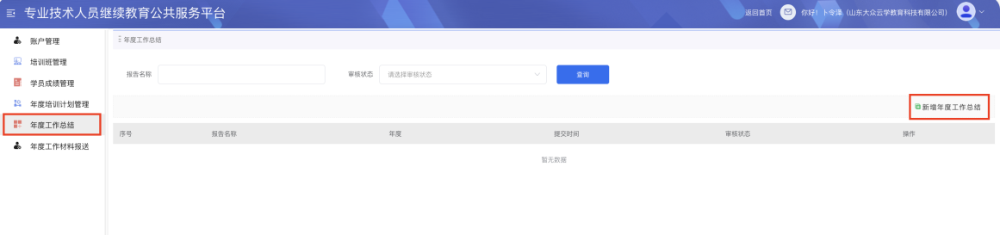 专业技术人员继续教育公共服务平台
返回首页 你好！卜令泽（山东大众云学教育科技有限公司）
账户管理
培训班管理
学员成绩管理
年度培训计划管理
年度工作总结
年度工作材料报送
年度工作总结
报告名称 审核状态 请选择审核状态 查询
新增年度工作总结
序号 报告名称 年度 提交时间 审核状态 操作
暂无数据